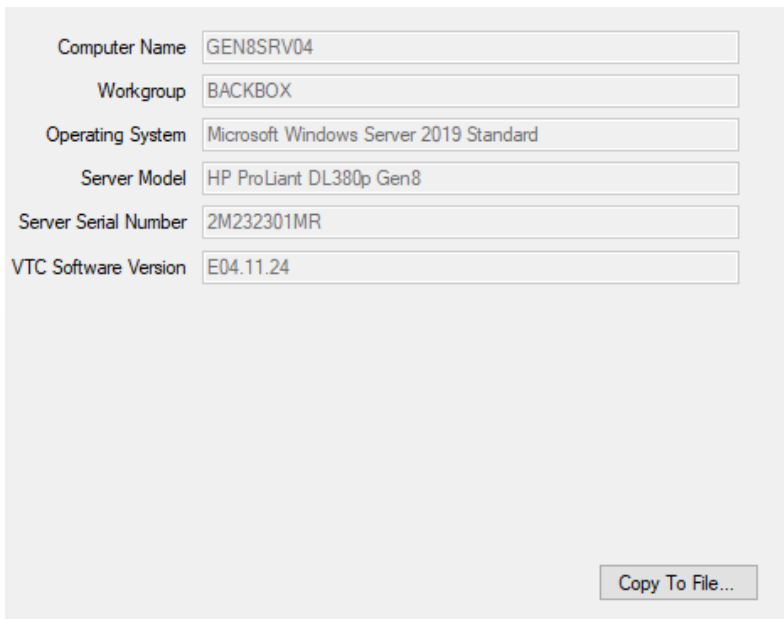 Computer Name GEN8SRV04
Workgroup BACKBOX
Operating System Microsoft Windows Server 2019 Standard
Server Model HP ProLiant DL380p Gen8
Server Serial Number 2M232301MR
VTC Software Version E04.11.24
Copy To File...